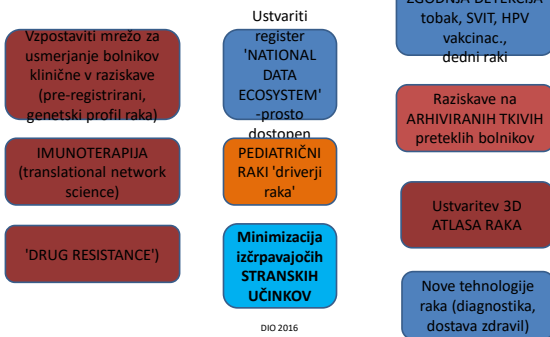 Vzpostaviti mrežo za
usmerjanje bolnikov
klinične v raziskave
(pre-registrirani,
genetski profil raka)
IMUNOTERAPIJA
(translational network
science)
'DRUG RESISTANCE')
Ustvariti
register
'NATIONAL
DATA
ECOSYSTEM'
-prosto
dostopen
PEDIATRIČNI
RAKI 'driverji
raka'
Minimizacija
izčrpavajočih
STRANSKIH
UČINKOV
DIO 2016
ZGODNJA DETEKCIJA
tobak, SVIT, HPV
vakcinac.,
dedni raki
Raziskave na
ARHIVIRANIH TKIVIH
preteklih bolnikov
Ustvaritev 3D
ATLASA RAKA
Nove tehnologije
raka (diagnostika,
dostava zdravil)